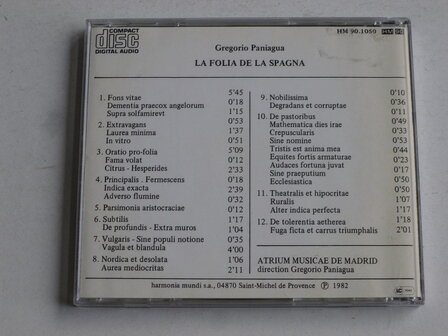 COMPACT
disc
DIGITAL AUDIO
HM 90.1050 HM 90
Gregorio Paniagua
LA FOLIA DE LA SPAGNA
1. Fons vitae 5'45
Dementia praecox angelorum 0'18
Supra solfamirevt 1'15
2. Extravagans 0'53
Laurea minima 1'37
In vitro 0'51
3. Oratio pro-folia 5'09
Fama volat 0'12
Citrus - Hesperides 2'33
4. Principalis . Fermescens 0'18
Indica exacta 2'39
Adverso flumine 0'32
5. Parsimonia aristocraciae 0'12
6. Subtilis 1'17
De profundis - Extra muros 1'04
7. Vulgaris - Sine populi notione 0'35
Vagula et blandula 4'00
8. Nordica et desolata 1'06
Aurea mediocritas 2'11
9. Nobilissima 0'10
Degradans et corruptae 0'36
10. De pastoribus 0'11
Mathematica dies irae 0'49
Crepuscularis 0'33
Sine nomine 0'53
Tristis est anima mea 0'44
Equites fortis armaturae 0'23
Audaces fortuna juvat 0'35
Sine praeputium 0'17
Ecclesiastica 0'50
11. Theatralis et hipocritae 0'50
Ruralis 1'07
Alter indica perfecta 1'17
12. De tolerentia aetherea 1'18
Fuga ficta et carrus triumphalis 2'01
ATRIUM MUSICAE DE MADRID
direction Gregorio Paniagua
harmonia mundi s.a., 04870 Saint-Michel de Provence ℗ 1982